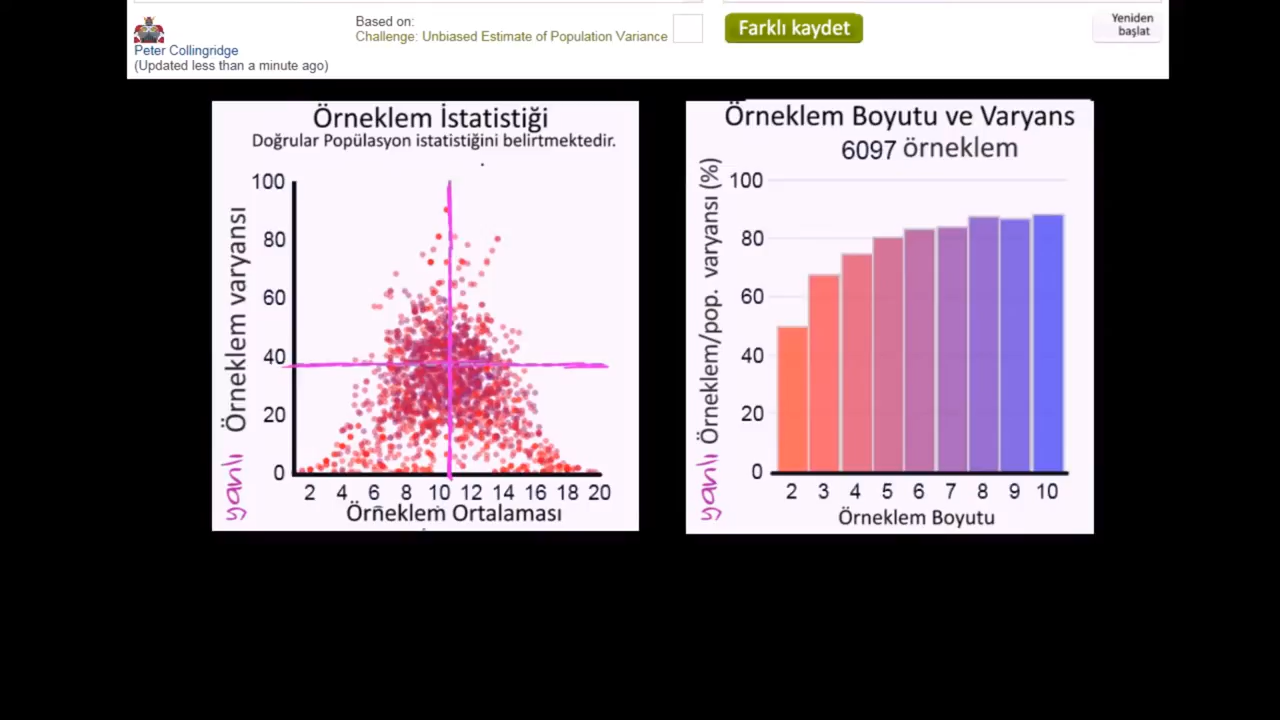 Peter Collingridge
(Updated less than a minute ago)
Based on:
Challenge: Unbiased Estimate of Population Variance
Farklı kaydet
Yeniden
başlat
Örneklem İstatistiği
Doğrular Popülasyon istatistiğini belirtmektedir.
yanlı Örneklem varyansı
100
80
60
40
20
0
2 4 6 8 10 12 14 16 18 20
Örneklem Ortalaması
Örneklem Boyutu ve Varyans
6097 örneklem
yanlı Örneklem/pop. varyansı (%)
100
80
60
40
20
0
2 3 4 5 6 7 8 9 10
Örneklem Boyutu